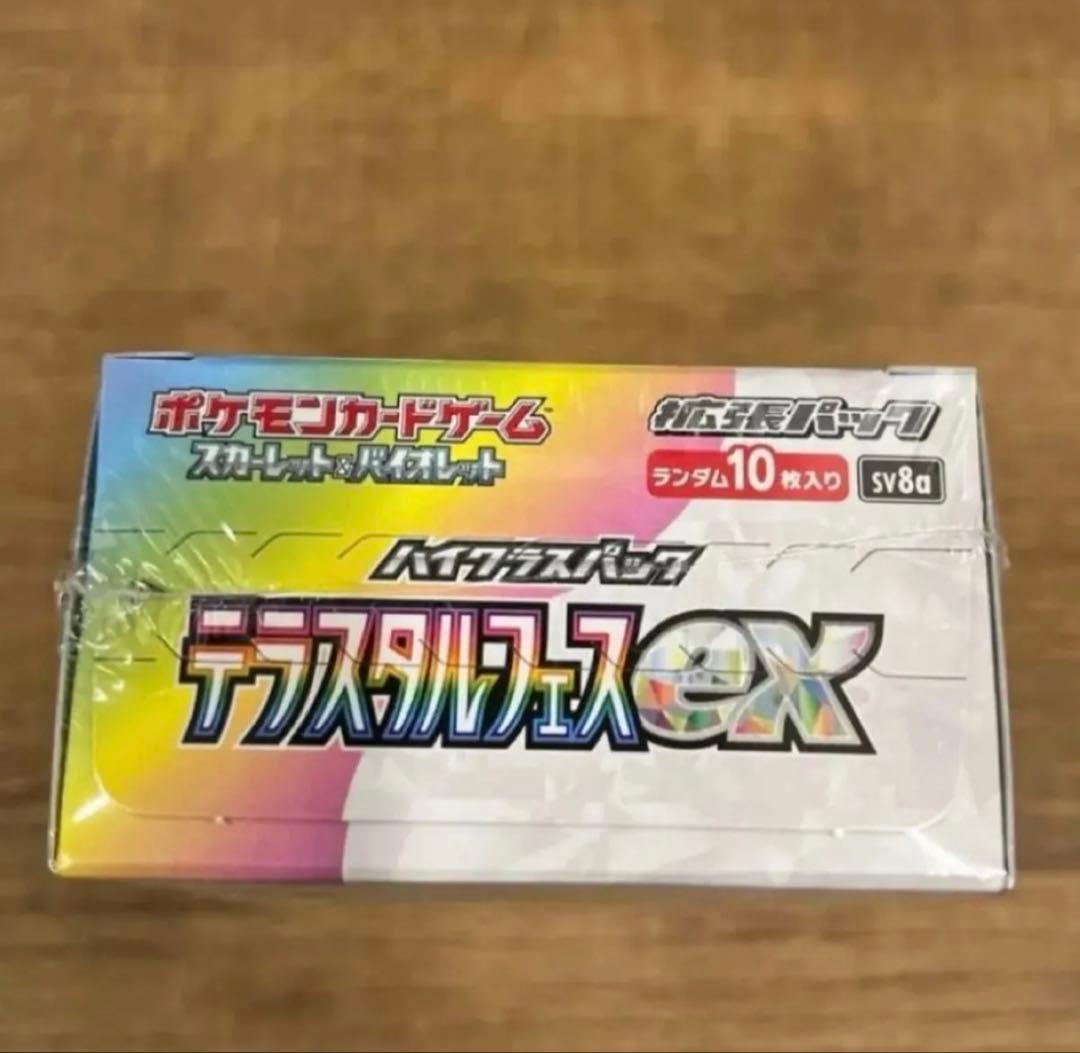 ポケモンカードゲーム
スカーレット&バイオレット
拡張パック
ランダム10枚入り
sv8a
ハイクラスパック
テラスタルフェスex